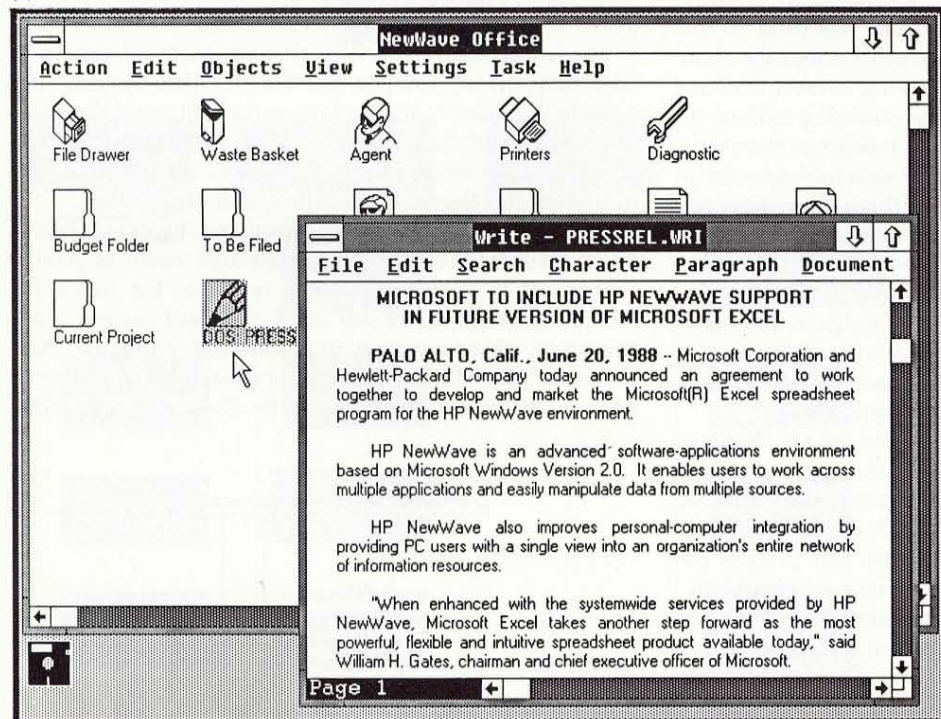 NewWave Office
Action Edit Objects View Settings Task Help
File Drawer Waste Basket Agent Printers Diagnostic
Budget Folder To Be Filed
Current Project DOS PRESS
Write - PRESSREL.WRI
File Edit Search Character Paragraph Document
MICROSOFT TO INCLUDE HP NEWWAVE SUPPORT
IN FUTURE VERSION OF MICROSOFT EXCEL
PALO ALTO, Calif., June 20, 1988 -- Microsoft Corporation and
Hewlett-Packard Company today announced an agreement to work
together to develop and market the Microsoft(R) Excel spreadsheet
program for the HP NewWave environment.
HP NewWave is an advanced software-applications environment
based on Microsoft Windows Version 2.0. It enables users to work across
multiple applications and easily manipulate data from multiple sources.
HP NewWave also improves personal-computer integration by
providing PC users with a single view into an organization's entire network
of information resources.
"When enhanced with the systemwide services provided by HP
NewWave, Microsoft Excel takes another step forward as the most
powerful, flexible and intuitive spreadsheet product available today," said
William H. Gates, chairman and chief executive officer of Microsoft.
Page 1